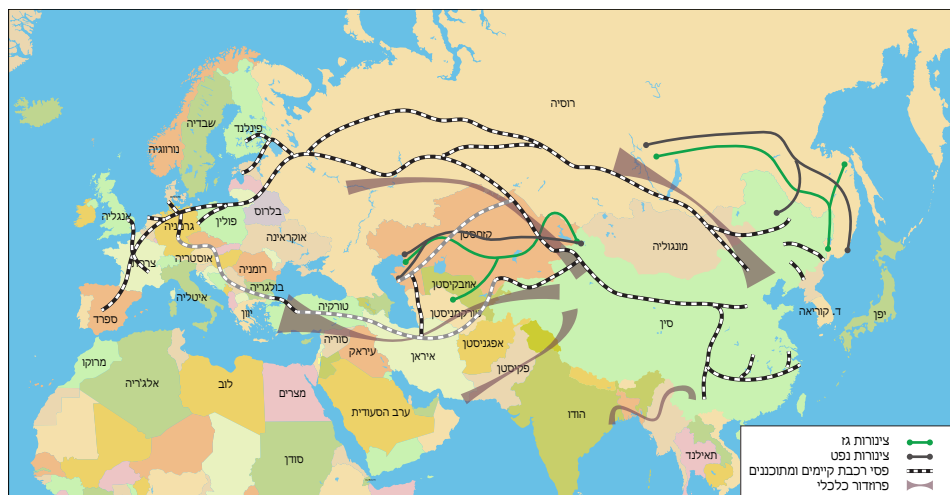 רוסיה
פינלנד
שבדיה
נורווגיה
בלרוס
אנגליה
פולין
גרמניה
אוקראינה
קזחסטן
מונגוליה
צרפת
אוסטריה
רומניה
בולגריה
איטליה
אוזבקיסטן
ספרד
יוון
טורקיה
טורקמניסטן
ד. קוריאה
יפן
סין
סוריה
אפגניסטן
איראן
עיראק
מרוקו
פקיסטן
אלג'ריה
לוב
מצרים
ערב הסעודית
הודו
סודן
תאילנד
צינורות גז
צינורות נפט
פסי רכבת קיימים ומתוכננים
פרוזדור כלכלי